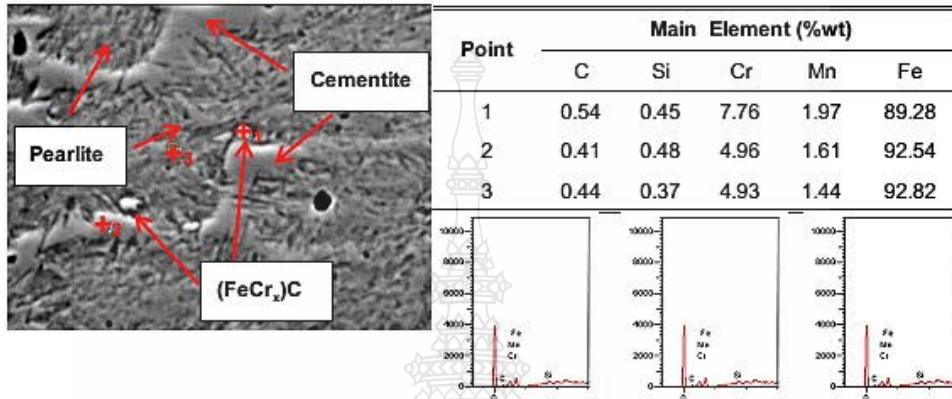 Cementite
Pearlite
(FeCrₓ)C
+1
+3
+2
Point Main Element (%wt)
C Si Cr Mn Fe
1 0.54 0.45 7.76 1.97 89.28
2 0.41 0.48 4.96 1.61 92.54
3 0.44 0.37 4.93 1.44 92.82
10000
8000
4000
2000
0
Fe
Mn
Cr
C
Si
10000
8000
4000
2000
0
Fe
Mn
Cr
C
Si
10000
8000
4000
2000
0
Fe
Mn
Cr
C
Si